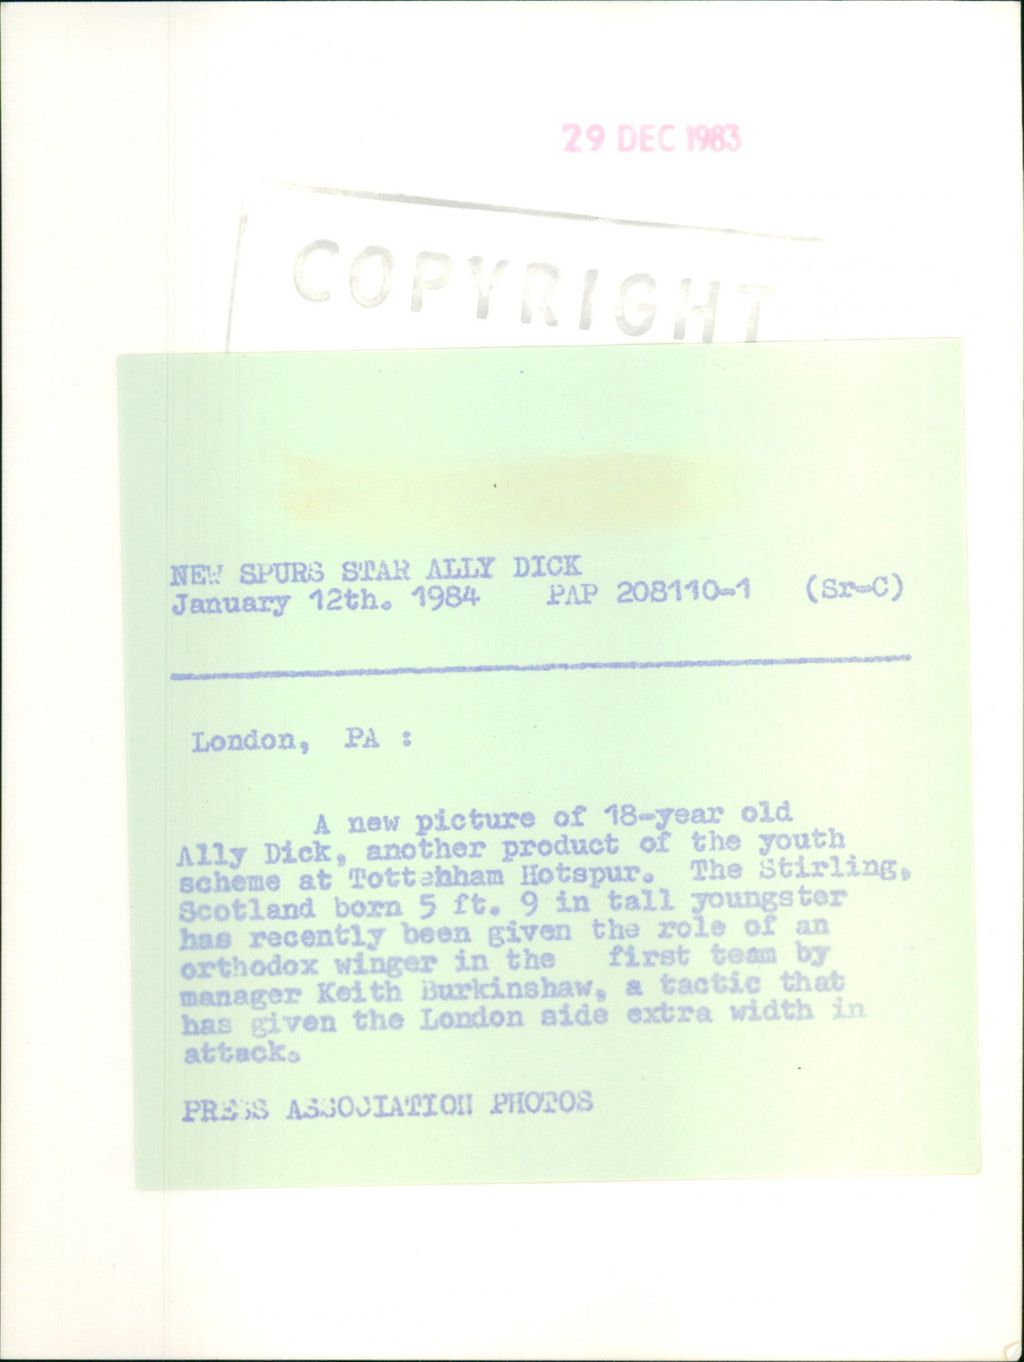 29 DEC 1983
COPYRIGHT
NEW SPURS STAR ALLY DICK
January 12th. 1984 PAP 208110-1 (Sr-C)
London, PA :
A new picture of 18-year old
Ally Dick, another product of the youth
scheme at Tottehham Hotspur. The Stirling,
Scotland born 5 ft. 9 in tall youngster
has recently been given the role of an
orthodox winger in the first team by
manager Keith Burkinshaw, a tactic that
has given the London side extra width in
attack.
PRESS ASSOCIATION PHOTOS